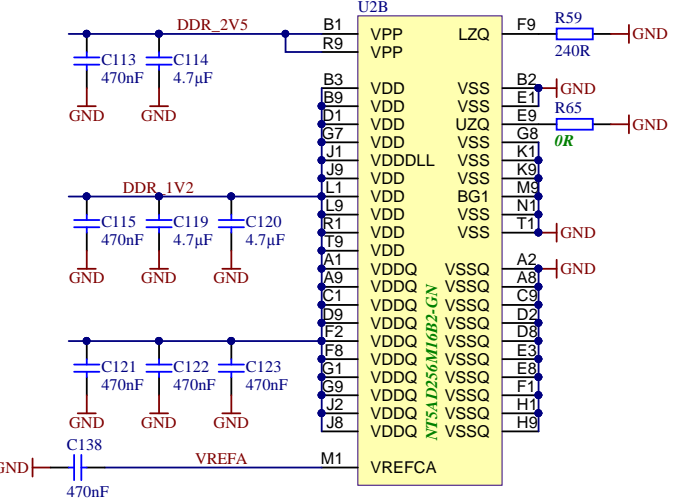 U2B
DDR_2V5
B1 VPP LZQ F9 R59
R9 VPP 240R GND
C113 C114
470nF 4.7µF
GND GND
B3 VDD VSS B2 GND
B9 VDD VSS E1
D1 VDD UZQ E9 R65 GND
G7 VDD VSS G8 0R
J1 VDDDLL VSS K1
J9 VDD VSS K9
DDR_1V2 L1 VDD BG1 M9
L9 VDD VSS N1
R1 VDD VSS T1 GND
T9 VDD
C115 C119 C120
470nF 4.7µF 4.7µF
GND GND GND
A1 VDDQ VSSQ A2 GND
A9 VDDQ VSSQ A8
C1 VDDQ VSSQ C9
D9 VDDQ VSSQ D2
F2 VDDQ VSSQ D8
F8 VDDQ VSSQ E3
G1 VDDQ VSSQ E8
G9 VDDQ VSSQ F1
J2 VDDQ VSSQ H1
J8 VDDQ VSSQ H9
C121 C122 C123
470nF 470nF 470nF
GND GND GND
NT5AD256M16B2-GN
C138
GND VREFA M1 VREFCA
470nF